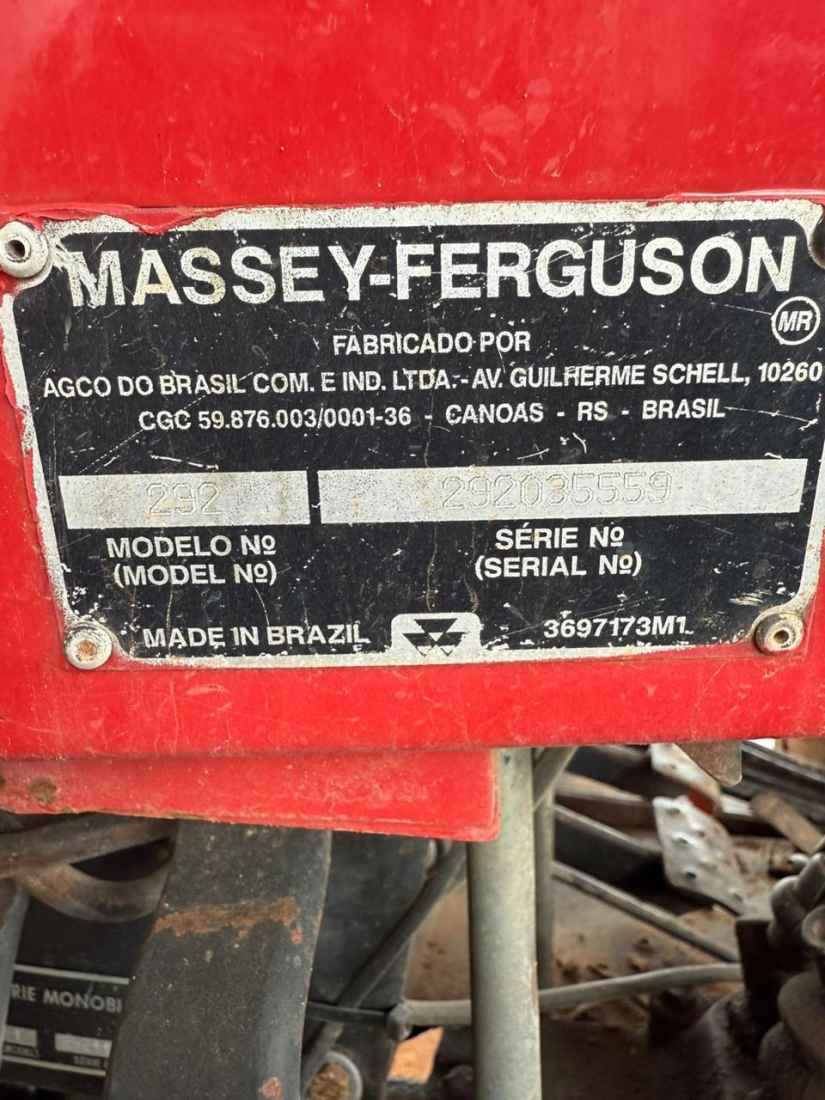 MASSEY-FERGUSON
MR
FABRICADO POR
AGCO DO BRASIL COM. E IND. LTDA.- AV. GUILHERME SCHELL, 10260
CGC 59.876.003/0001-36 - CANOAS - RS - BRASIL
292 292035559
MODELO Nº SÉRIE Nº
(MODEL Nº) (SERIAL Nº)
MADE IN BRAZIL 3697173M1
RIE MONOBL